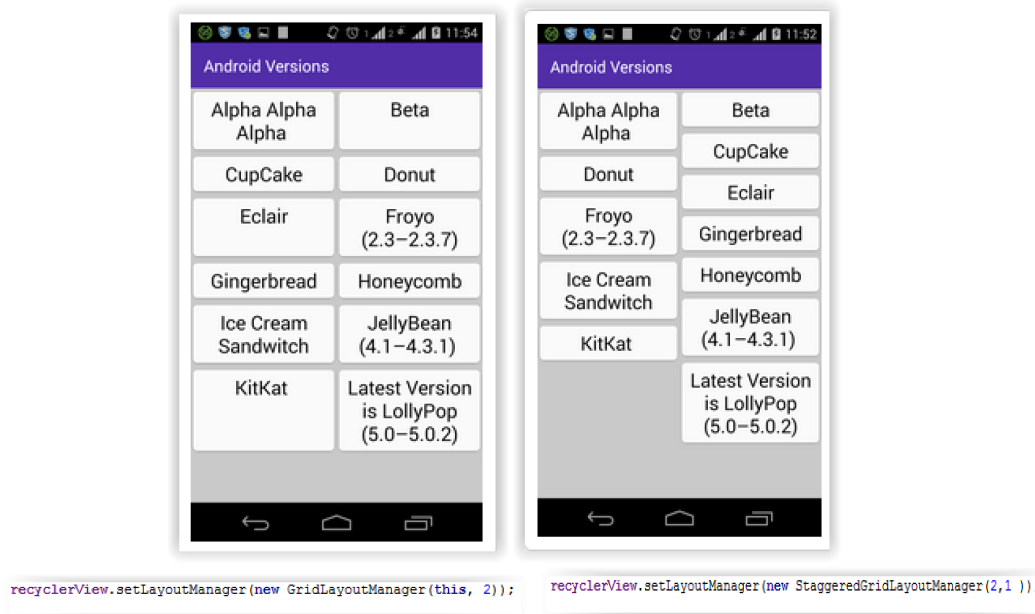 11:54
Android Versions
Alpha Alpha
Alpha
Beta
CupCake
Donut
Eclair
Froyo
(2.3–2.3.7)
Gingerbread
Honeycomb
Ice Cream
Sandwitch
JellyBean
(4.1–4.3.1)
KitKat
Latest Version
is LollyPop
(5.0–5.0.2)
recyclerView.setLayoutManager(new GridLayoutManager(this, 2));
11:52
Android Versions
Alpha Alpha
Alpha
Beta
CupCake
Donut
Eclair
Froyo
(2.3–2.3.7)
Gingerbread
Ice Cream
Sandwitch
Honeycomb
JellyBean
(4.1–4.3.1)
KitKat
Latest Version
is LollyPop
(5.0–5.0.2)
recyclerView.setLayoutManager(new StaggeredGridLayoutManager(2,1 ))